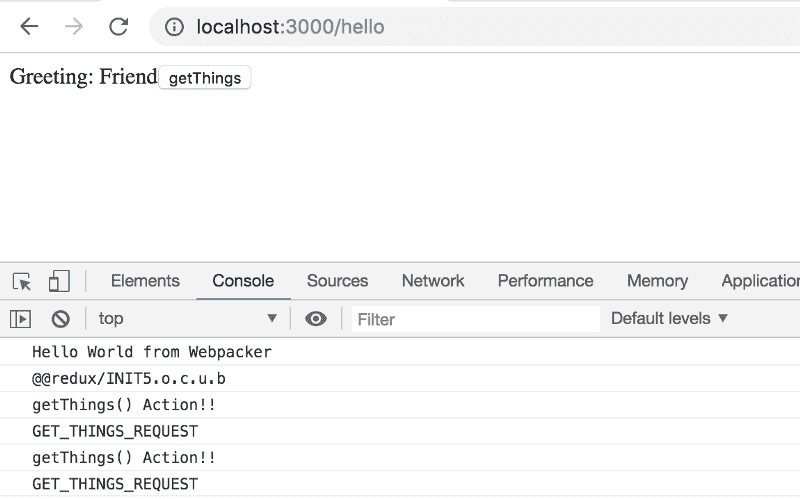 localhost:3000/hello
Greeting: Friend getThings
Elements Console Sources Network Performance Memory Application
top Filter Default levels
Hello World from Webpacker
@@redux/INIT5.o.c.u.b
getThings() Action!!
GET_THINGS_REQUEST
getThings() Action!!
GET_THINGS_REQUEST